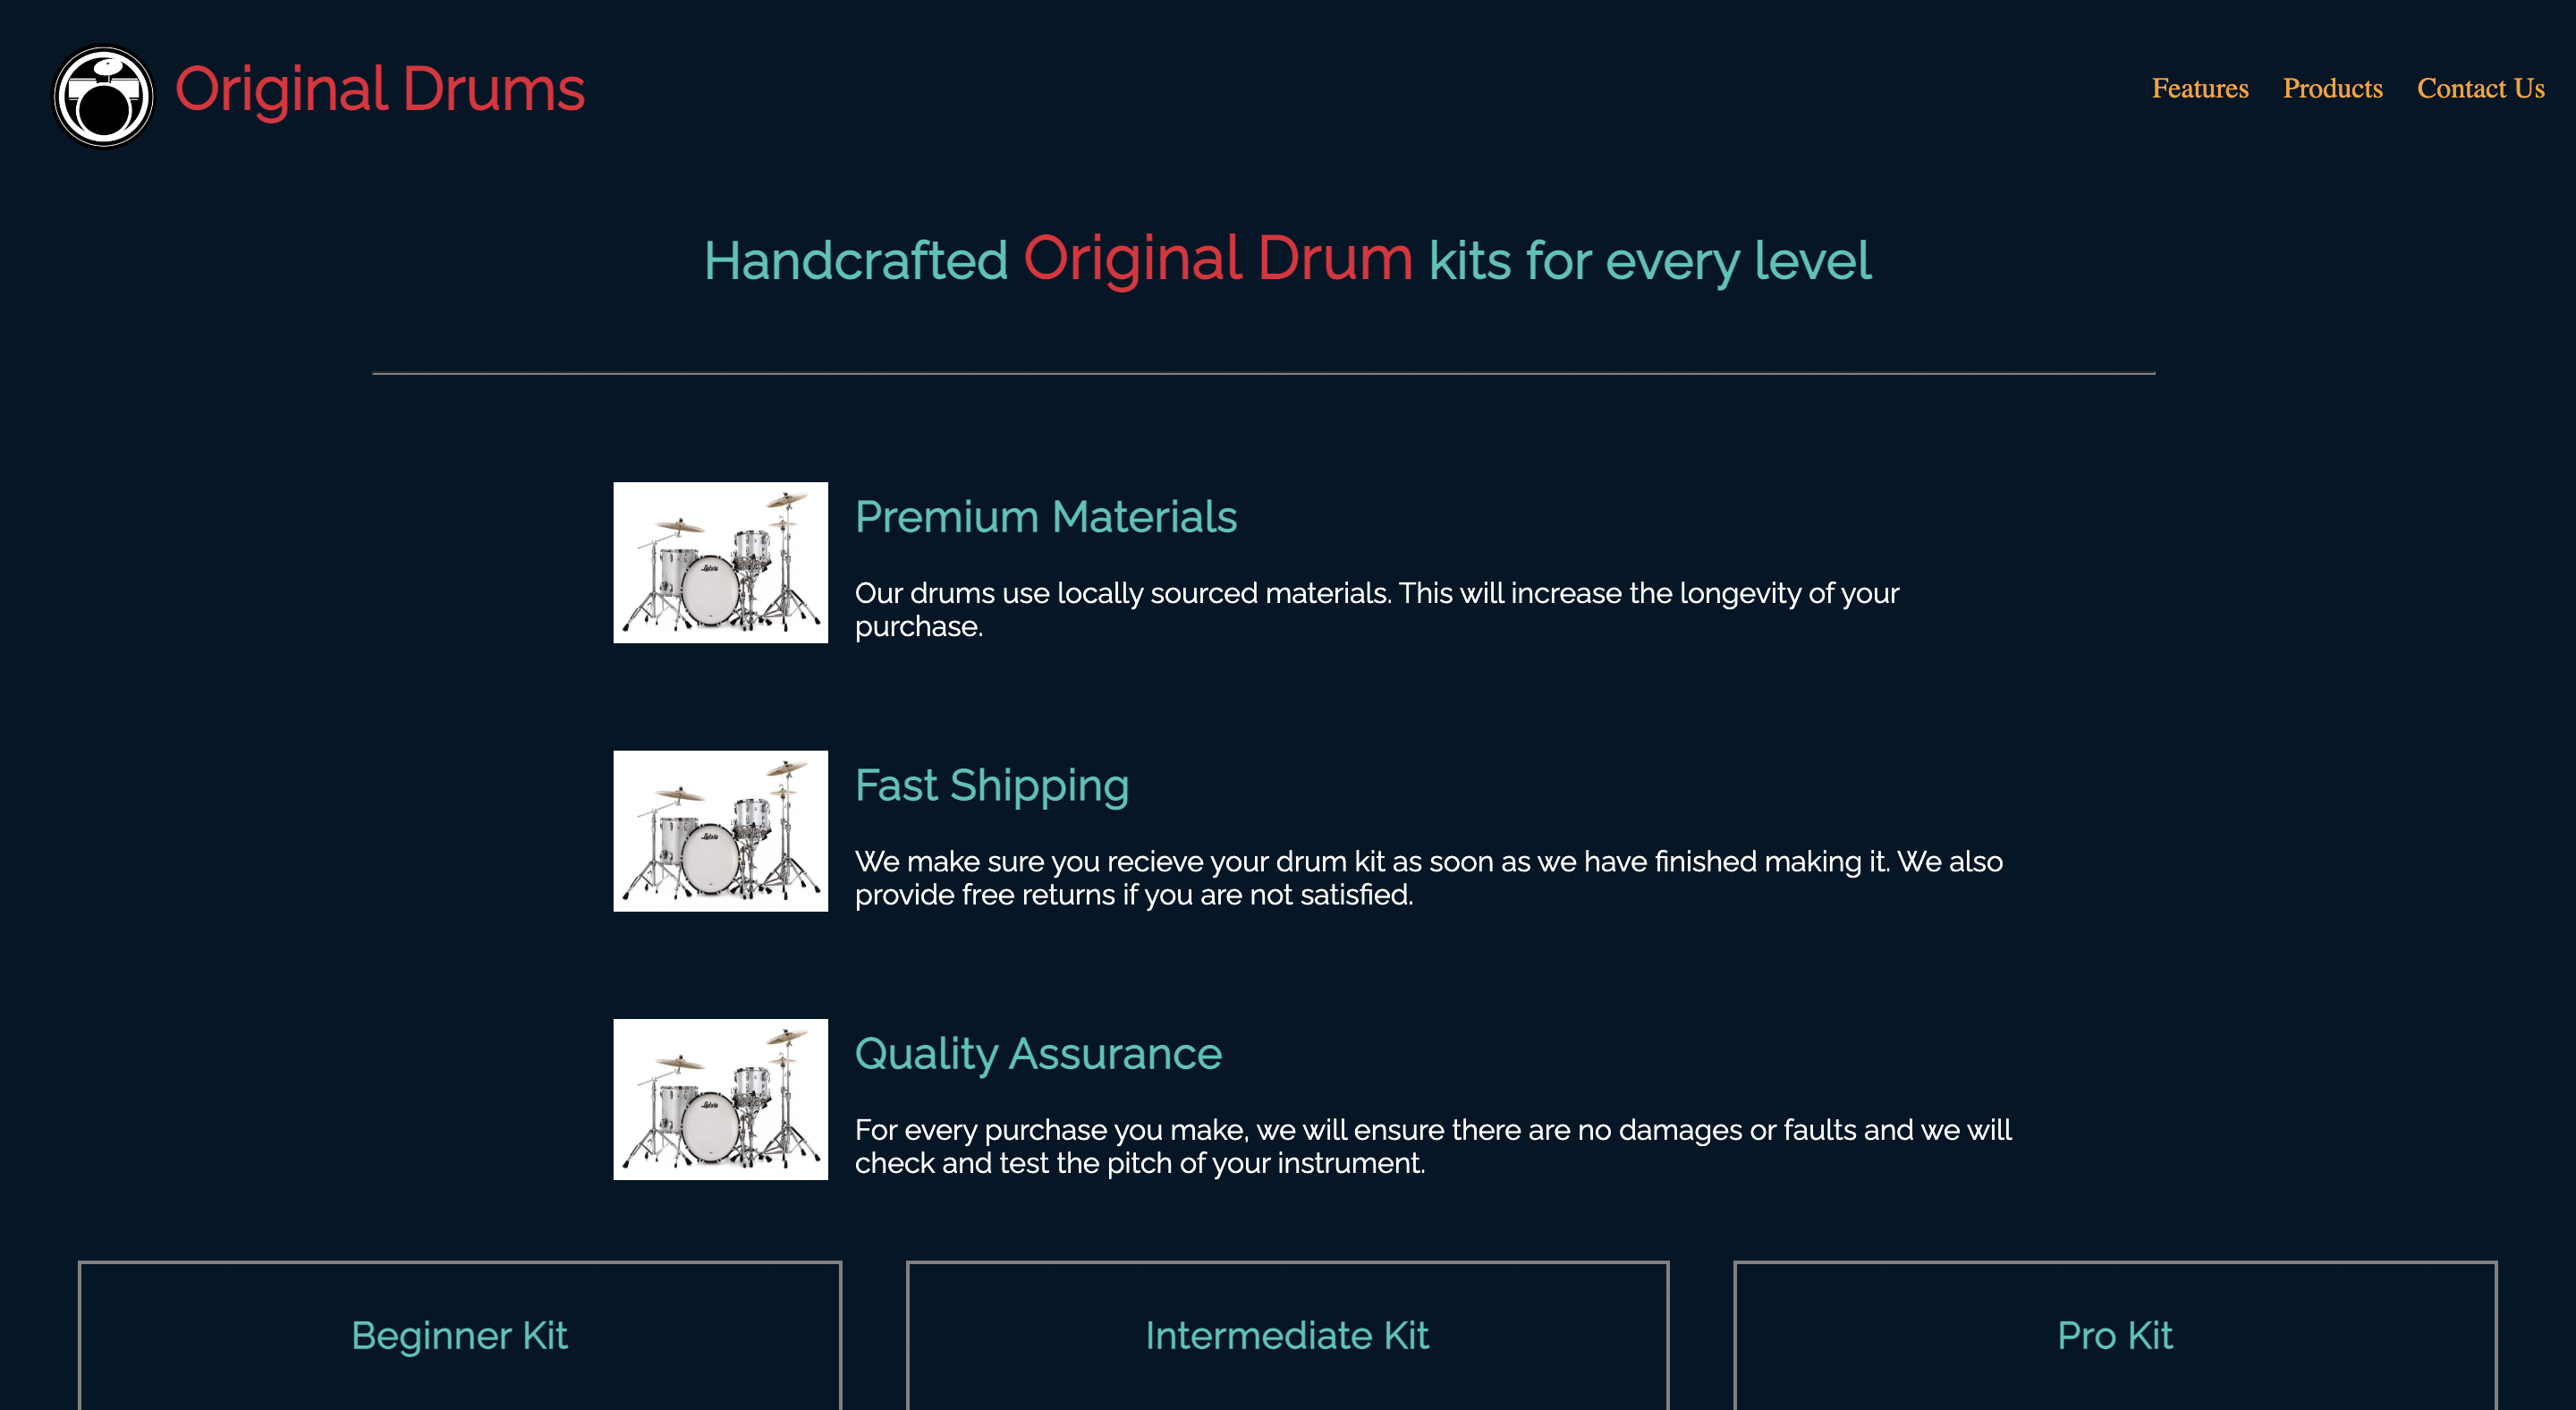 Original Drums
Features Products Contact Us
Handcrafted Original Drum kits for every level
Premium Materials
Our drums use locally sourced materials. This will increase the longevity of your
purchase.
Fast Shipping
We make sure you recieve your drum kit as soon as we have finished making it. We also
provide free returns if you are not satisfied.
Quality Assurance
For every purchase you make, we will ensure there are no damages or faults and we will
check and test the pitch of your instrument.
Beginner Kit
Intermediate Kit
Pro Kit